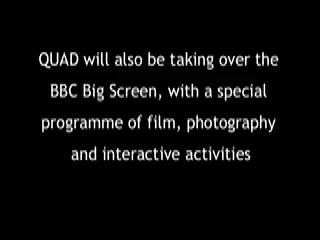 QUAD will also be taking over the
BBC Big Screen, with a special
programme of film, photography
and interactive activities